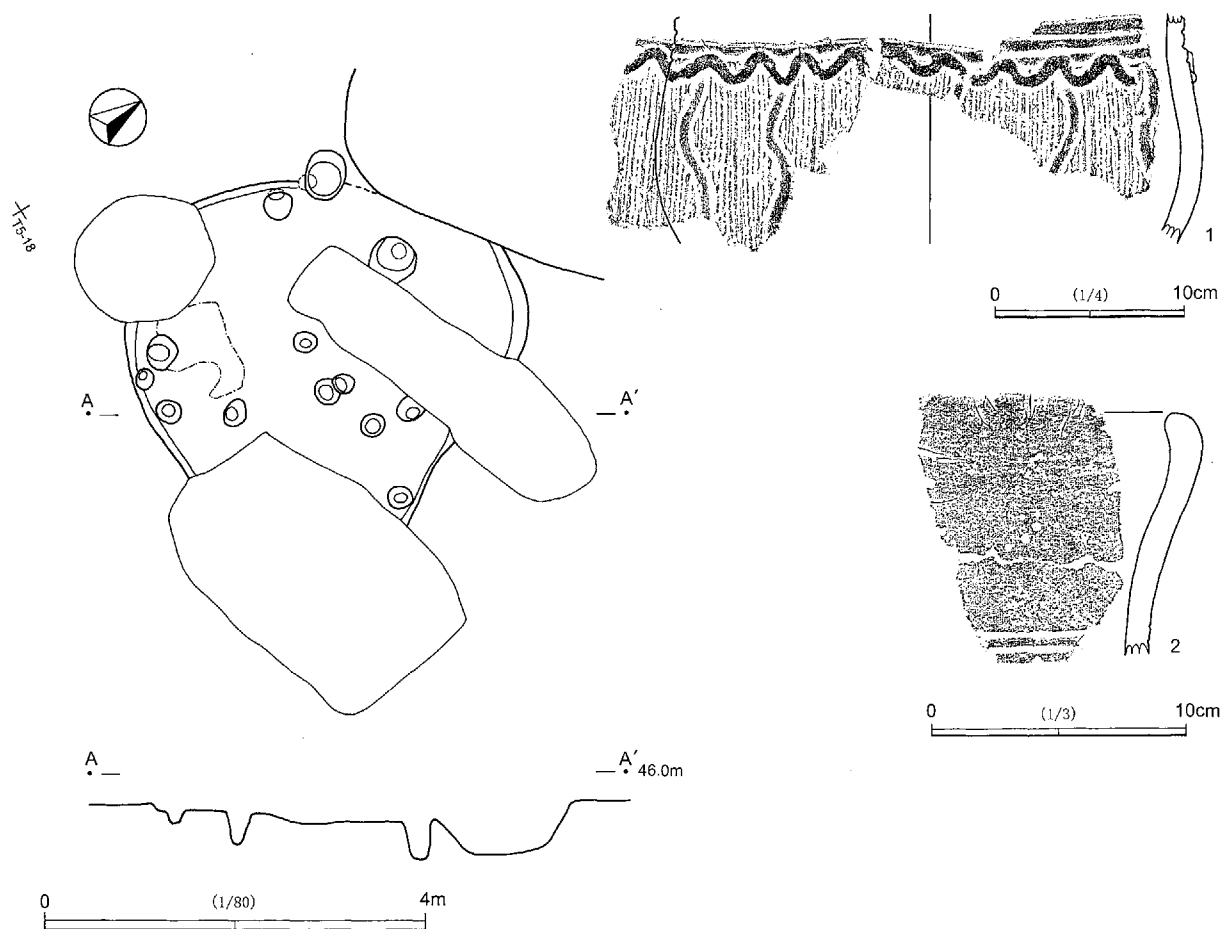 T5-18
A
A′
A
A′ 46.0m
0 (1/80) 4m
1
0 (1/4) 10cm
2
0 (1/3) 10cm